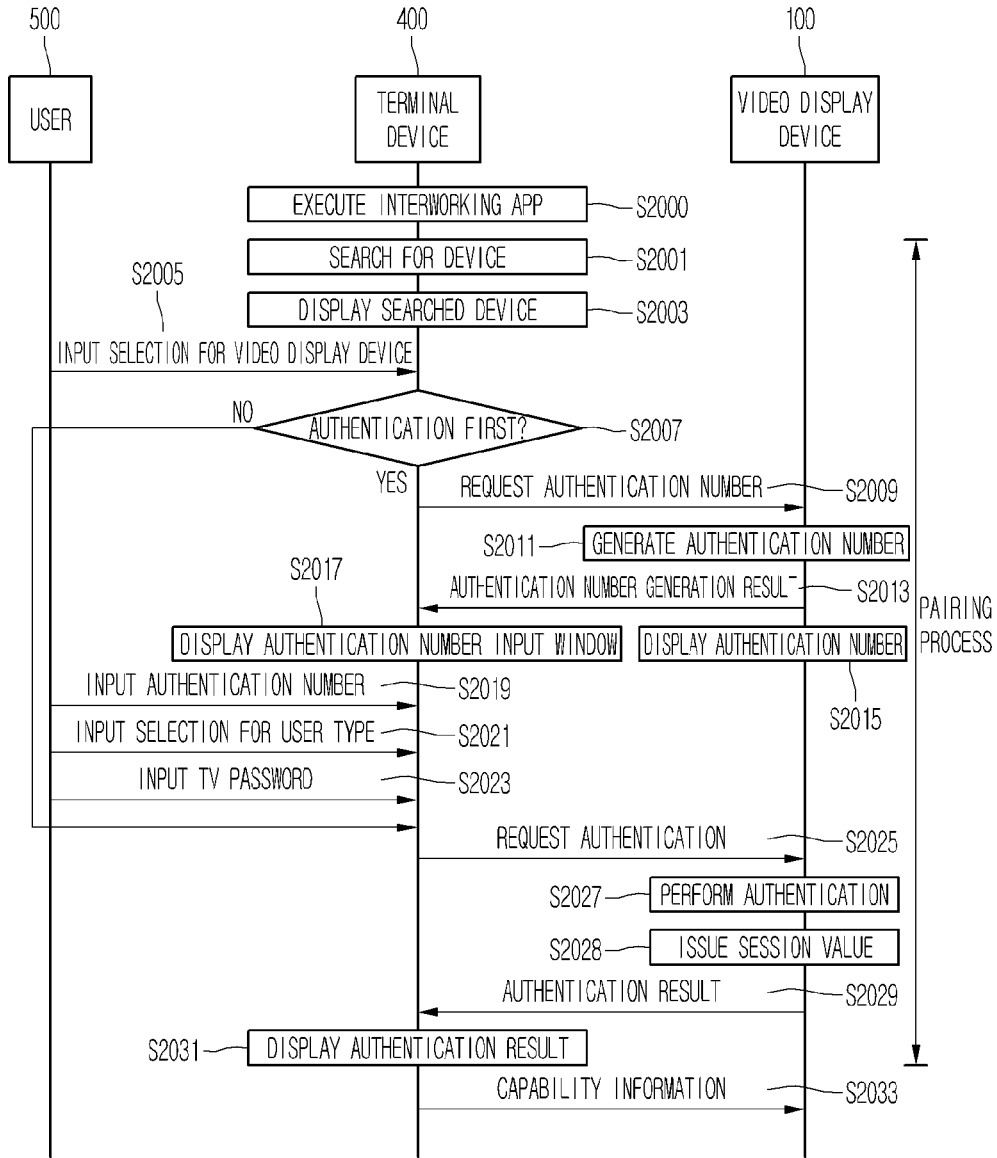 500
400
100
USER
TERMINAL
DEVICE
VIDEO DISPLAY
DEVICE
EXECUTE INTERWORKING APP
S2000
SEARCH FOR DEVICE
S2001
S2005
DISPLAY SEARCHED DEVICE
S2003
INPUT SELECTION FOR VIDEO DISPLAY DEVICE
NO
AUTHENTICATION FIRST?
S2007
YES
REQUEST AUTHENTICATION NUMBER
S2009
S2011
GENERATE AUTHENTICATION NUMBER
S2017
AUTHENTICATION NUMBER GENERATION RESULT
S2013
PAIRING
PROCESS
DISPLAY AUTHENTICATION NUMBER INPUT WINDOW
DISPLAY AUTHENTICATION NUMBER
INPUT AUTHENTICATION NUMBER
S2019
S2015
INPUT SELECTION FOR USER TYPE
S2021
INPUT TV PASSWORD
S2023
REQUEST AUTHENTICATION
S2025
S2027
PERFORM AUTHENTICATION
S2028
ISSUE SESSION VALUE
AUTHENTICATION RESULT
S2029
S2031
DISPLAY AUTHENTICATION RESULT
CAPABILITY INFORMATION
S2033